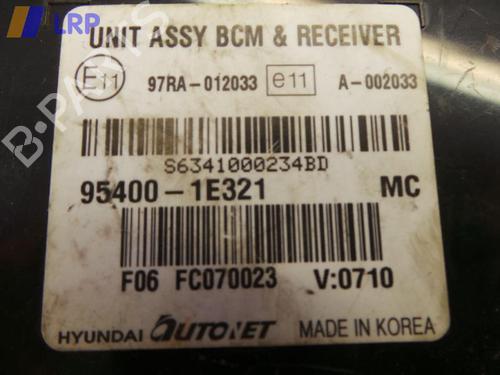 LRP
UNIT ASSY BCM & RECEIVER
E11 97RA-012033 e11 A-002033
S6341000234BD
95400-1E321 MC
F06 FC070023 V:0710
HYUNDAI AUTONET MADE IN KOREA
B-PARTS